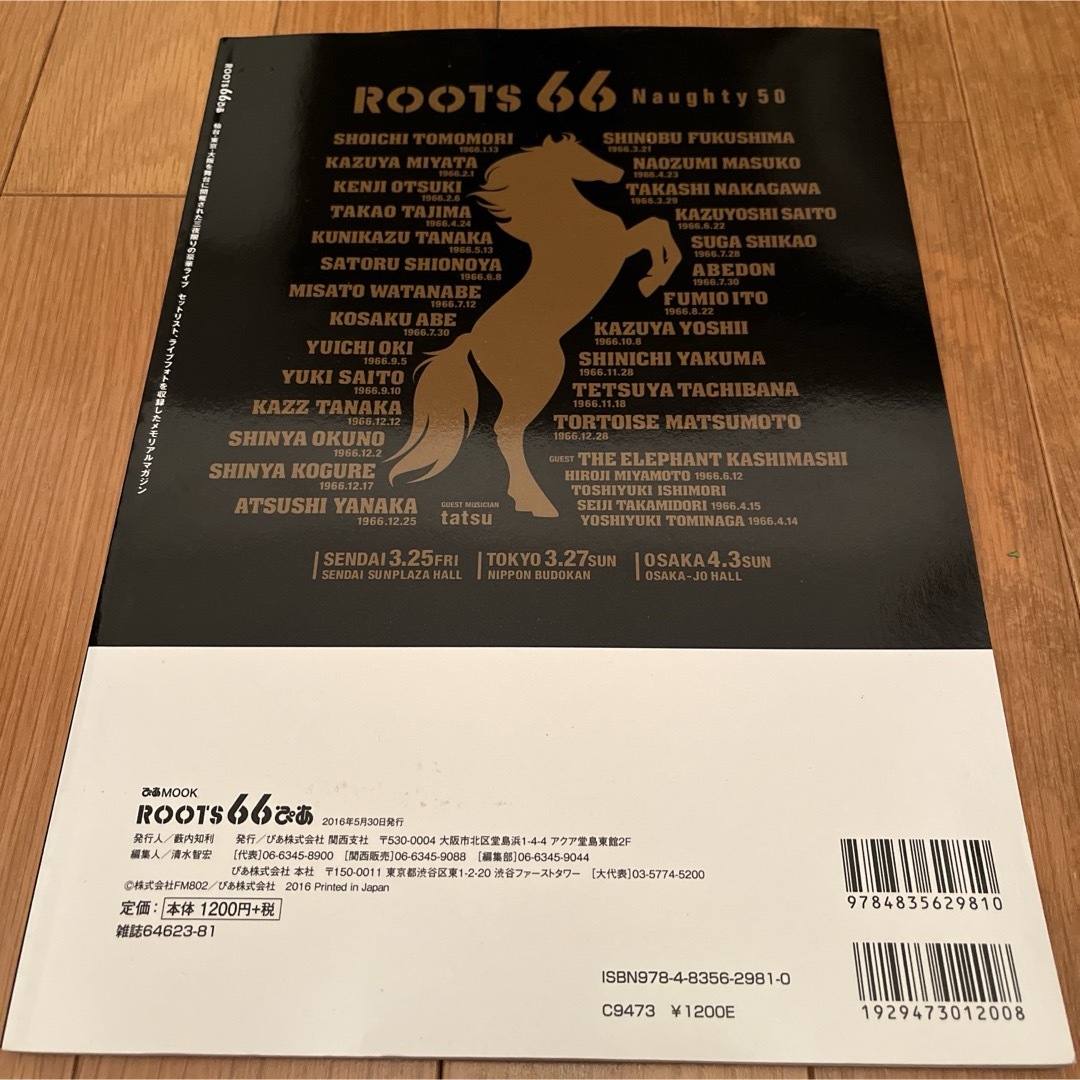 ROOTS66ぴあ 仙台・東京・大阪を舞台に開催された三夜限りの豪華ライブ セットリスト、ライブフォトを収録したメモリアルマガジン
ROOTS 66 Naughty 50
SHOICHI TOMOMORI
1966.1.13
KAZUYA MIYATA
1966.2.1
KENJI OTSUKI
1966.2.6
TAKAO TAJIMA
1966.4.24
KUNIKAZU TANAKA
1966.5.13
SATORU SHIONOYA
1966.6.8
MISATO WATANABE
1966.7.12
KOSAKU ABE
1966.7.30
YUICHI OKI
1966.9.5
YUKI SAITO
1966.9.10
KAZZ TANAKA
1966.12.12
SHINYA OKUNO
1966.12.2
SHINYA KOGURE
1966.12.17
ATSUSHI YANAKA
1966.12.25
GUEST MUSICIAN
tatsu
SHINOBU FUKUSHIMA
1966.3.21
NAOZUMI MASUKO
1966.4.23
TAKASHI NAKAGAWA
1966.3.29
KAZUYOSHI SAITO
1966.6.22
SUGA SHIKAO
1966.7.28
ABEDON
1966.7.30
FUMIO ITO
1966.8.22
KAZUYA YOSHII
1966.10.8
SHINICHI YAKUMA
1966.11.28
TETSUYA TACHIBANA
1966.11.18
TORTOISE MATSUMOTO
1966.12.28
GUEST THE ELEPHANT KASHIMASHI
HIROJI MIYAMOTO 1966.6.12
TOSHIYUKI ISHIMORI
SEIJI TAKAMIDORI 1966.4.15
YOSHIYUKI TOMINAGA 1966.4.14
SENDAI 3.25FRI
SENDAI SUNPLAZA HALL
TOKYO 3.27SUN
NIPPON BUDOKAN
OSAKA 4.3SUN
OSAKA-JO HALL
ぴあMOOK
ROOTS66ぴあ 2016年5月30日発行
発行人／藪内知利 発行／ぴあ株式会社 関西支社 〒530-0004 大阪市北区堂島浜1-4-4 アクア堂島東館2F
編集人／清水智宏 [代表]06-6345-8900 [関西販売]06-6345-9088 [編集部]06-6345-9044
ぴあ株式会社 本社 〒150-0011 東京都渋谷区東1-2-20 渋谷ファーストタワー [大代表]03-5774-5200
©株式会社FM802／ぴあ株式会社 2016 Printed in Japan
定価：本体 1200円+税
雑誌64623-81
9784835629810
ISBN978-4-8356-2981-0
C9473 ¥1200E
1929473012008